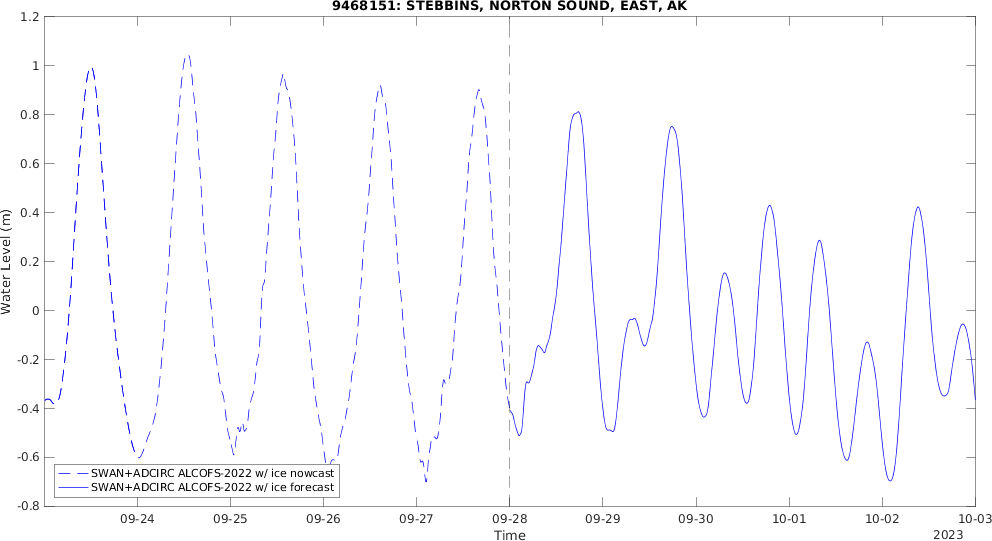 9468151: STEBBINS, NORTON SOUND, EAST, AK
1.2
1
0.8
0.6
0.4
0.2
0
-0.2
-0.4
-0.6
-0.8
Water Level (m)
SWAN+ADCIRC ALCOFS-2022 w/ ice nowcast
SWAN+ADCIRC ALCOFS-2022 w/ ice forecast
09-24 09-25 09-26 09-27 09-28 09-29 09-30 10-01 10-02 10-03
Time
2023